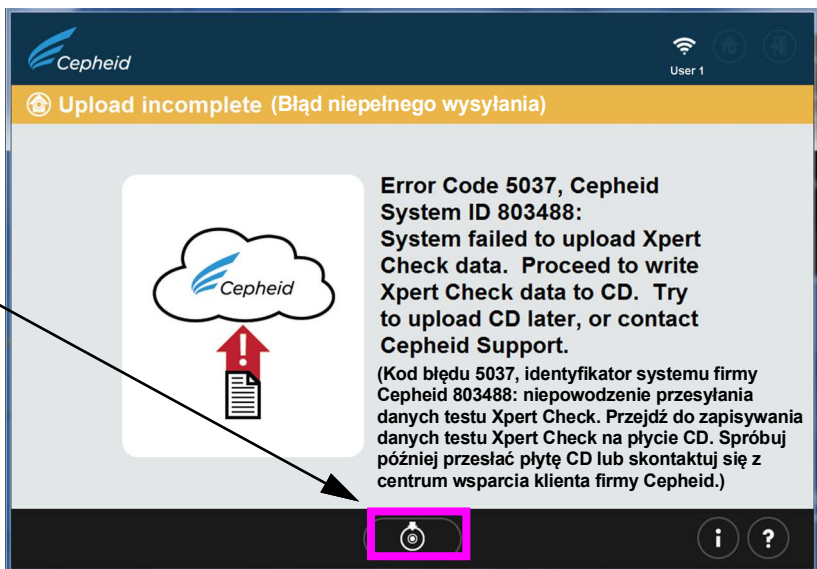 Cepheid
User 1
Upload incomplete (Błąd niepełnego wysyłania)
Error Code 5037, Cepheid
System ID 803488:
System failed to upload Xpert
Check data. Proceed to write
Xpert Check data to CD. Try
to upload CD later, or contact
Cepheid Support.
(Kod błędu 5037, identyfikator systemu firmy
Cepheid 803488: niepowodzenie przesyłania
danych testu Xpert Check. Przejdź do zapisywania
danych testu Xpert Check na płycie CD. Spróbuj
później przesłać płytę CD lub skontaktuj się z
centrum wsparcia klienta firmy Cepheid.)
Cepheid
!
i
?